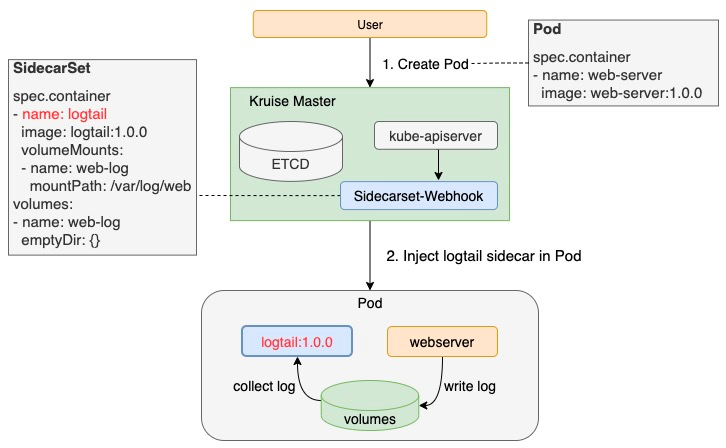 User
Pod
spec.container
- name: web-server
image: web-server:1.0.0
1. Create Pod
SidecarSet
spec.container
- name: logtail
image: logtail:1.0.0
volumeMounts:
- name: web-log
mountPath: /var/log/web
volumes:
- name: web-log
emptyDir: {}
Kruise Master
ETCD
kube-apiserver
Sidecarset-Webhook
2. Inject logtail sidecar in Pod
Pod
logtail:1.0.0
webserver
collect log
write log
volumes